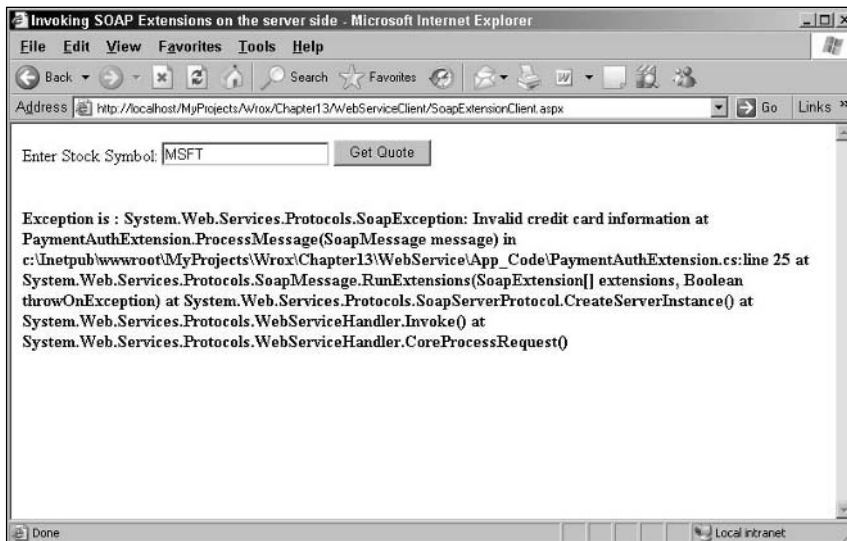 Invoking SOAP Extensions on the server side - Microsoft Internet Explorer
File Edit View Favorites Tools Help
Back Search Favorites
Address http://localhost/MyProjects/Wrox/Chapter13/WebServiceClient/SoapExtensionClient.aspx Go Links »
Enter Stock Symbol: MSFT Get Quote
Exception is : System.Web.Services.Protocols.SoapException: Invalid credit card information at
PaymentAuthExtension.ProcessMessage(SoapMessage message) in
c:\Inetpub\wwwroot\MyProjects\Wrox\Chapter13\WebService\App_Code\PaymentAuthExtension.cs:line 25 at
System.Web.Services.Protocols.SoapMessage.RunExtensions(SoapExtension[] extensions, Boolean
throwOnException) at System.Web.Services.Protocols.SoapServerProtocol.CreateServerInstance() at
System.Web.Services.Protocols.WebServiceHandler.Invoke() at
System.Web.Services.Protocols.WebServiceHandler.CoreProcessRequest()
Done Local intranet